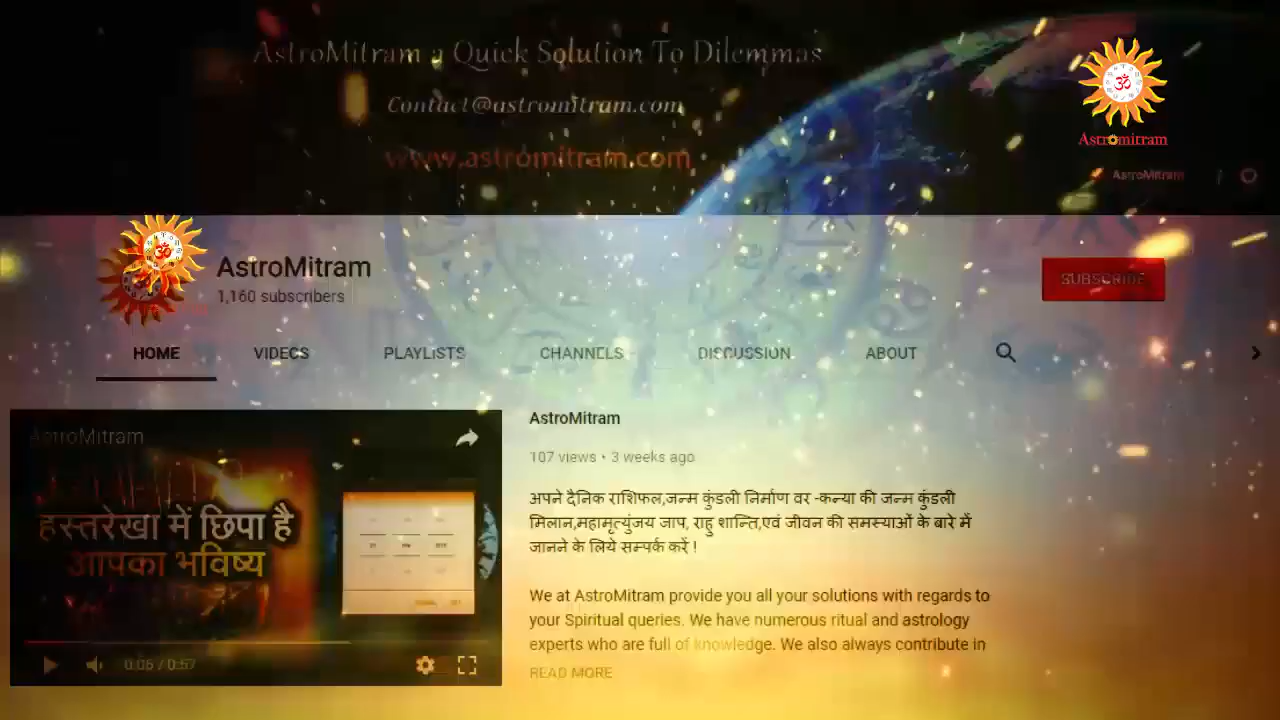 AstroMitram a Quick Solution To Dilemmas
Contact@astromitram.com
www.astromitram.com
Astromitram
AstroMitram
AstroMitram
1,160 subscribers
SUBSCRIBE
HOME VIDEOS PLAYLISTS CHANNELS DISCUSSION ABOUT
AstroMitram
हस्तरेखा में छिपा है
आपका भविष्य
0:06 / 0:57
AstroMitram
107 views • 3 weeks ago
अपने दैनिक राशिफल,जन्म कुंडली निर्माण वर -कन्या की जन्म कुंडली
मिलान,महामृत्युंजय जाप, राहु शान्ति,एवं जीवन की समस्याओं के बारे में
जानने के लिये सम्पर्क करें !
We at AstroMitram provide you all your solutions with regards to
your Spiritual queries. We have numerous ritual and astrology
experts who are full of knowledge. We also always contribute in
READ MORE